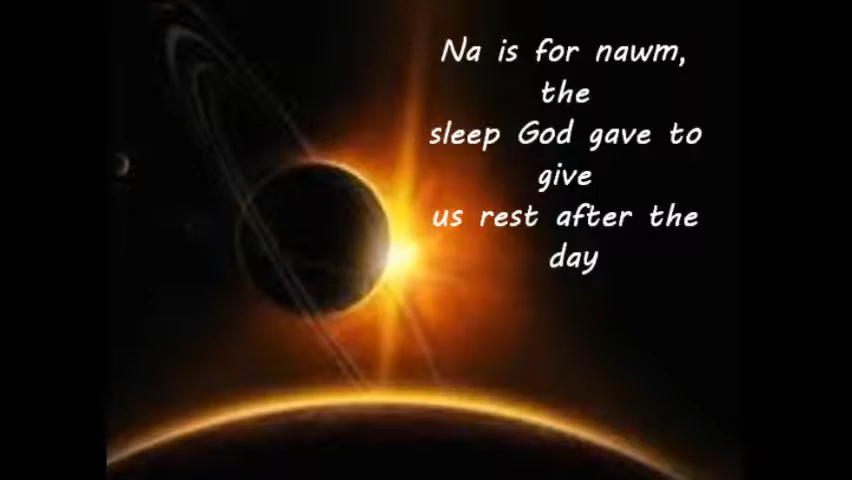 Na is for nawm,
the
sleep God gave to
give
us rest after the
day